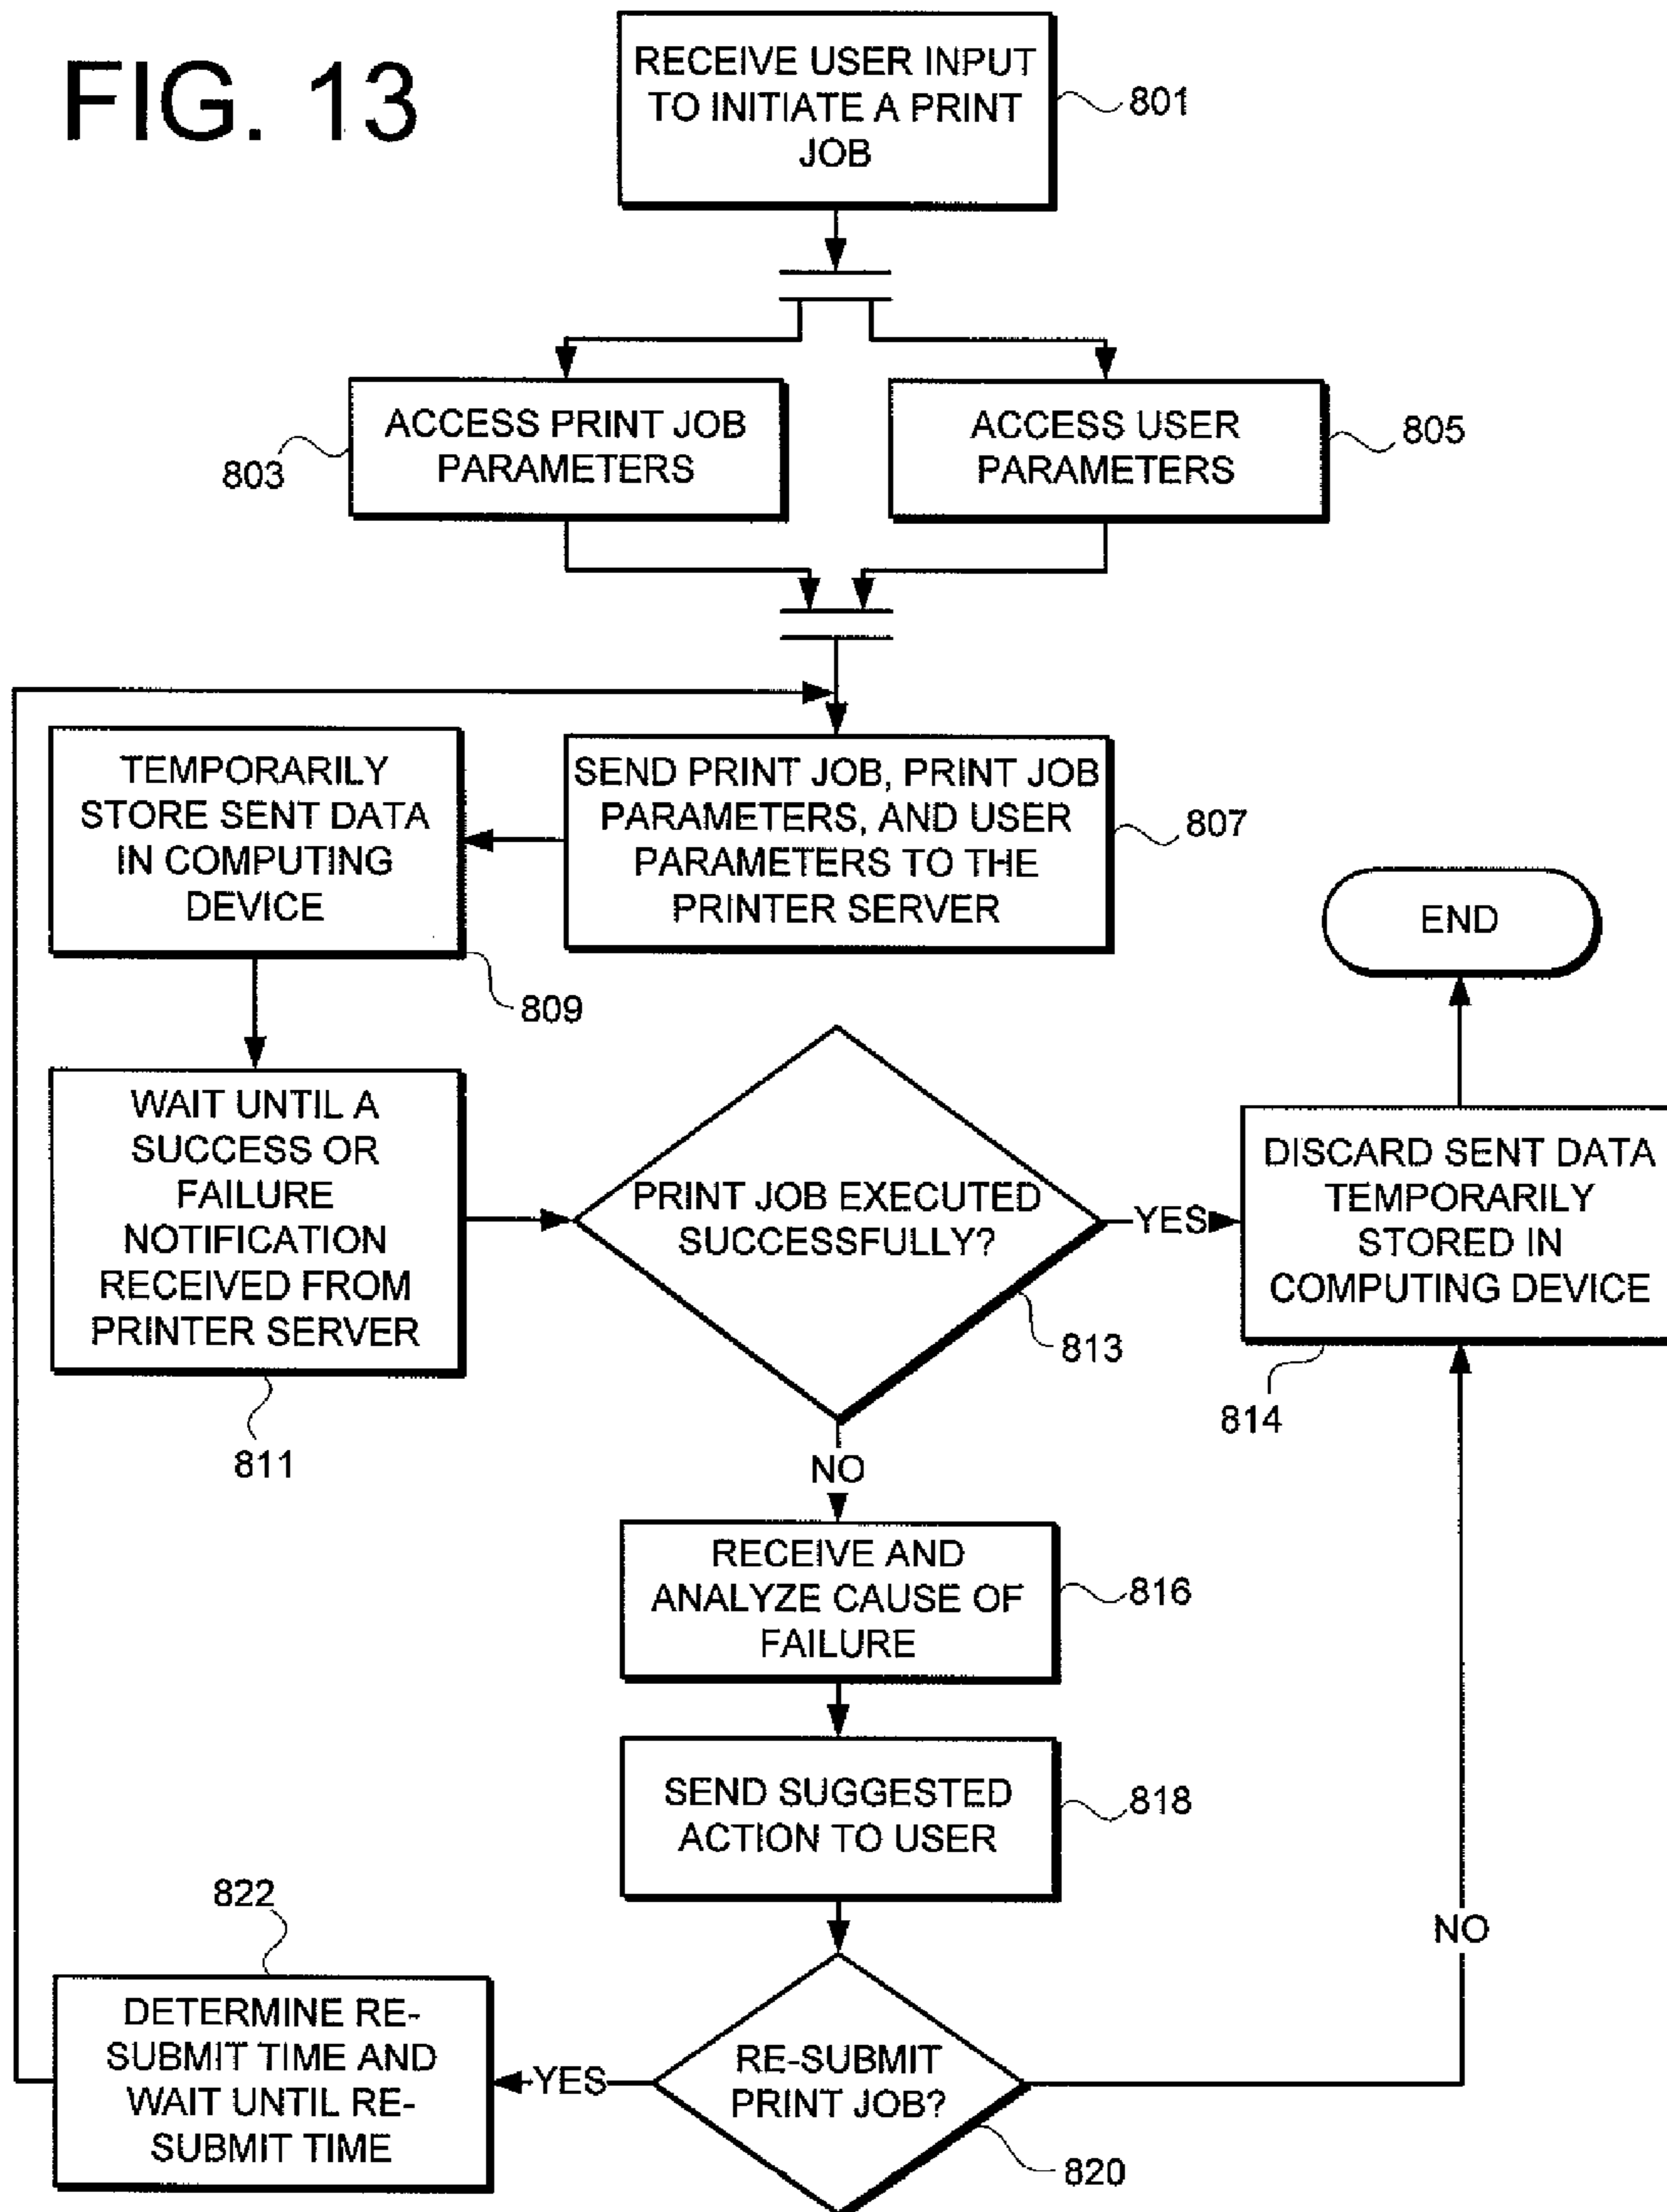 FIG. 13
RECEIVE USER INPUT
TO INITIATE A PRINT
JOB
801
ACCESS PRINT JOB
PARAMETERS
803
ACCESS USER
PARAMETERS
805
TEMPORARILY
STORE SENT DATA
IN COMPUTING
DEVICE
809
SEND PRINT JOB, PRINT JOB
PARAMETERS, AND USER
PARAMETERS TO THE
PRINTER SERVER
807
END
WAIT UNTIL A
SUCCESS OR
FAILURE
NOTIFICATION
RECEIVED FROM
PRINTER SERVER
811
PRINT JOB EXECUTED
SUCCESSFULLY?
813
YES
DISCARD SENT DATA
TEMPORARILY
STORED IN
COMPUTING DEVICE
814
NO
RECEIVE AND
ANALYZE CAUSE OF
FAILURE
816
SEND SUGGESTED
ACTION TO USER
818
822
DETERMINE RE-
SUBMIT TIME AND
WAIT UNTIL RE-
SUBMIT TIME
YES
RE-SUBMIT
PRINT JOB?
820
NO